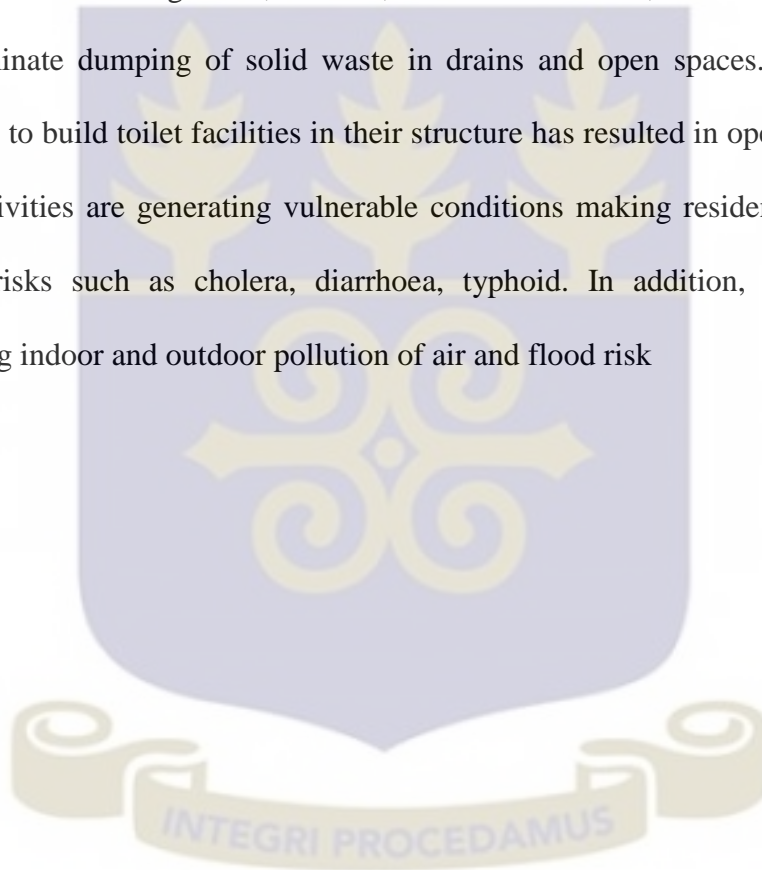 inate dumping of solid waste in drains and open spaces.
to build toilet facilities in their structure has resulted in ope
ivities are generating vulnerable conditions making reside
risks such as cholera, diarrhoea, typhoid. In addition,
g indoor and outdoor pollution of air and flood risk
INTEGRI PROCEDAMUS